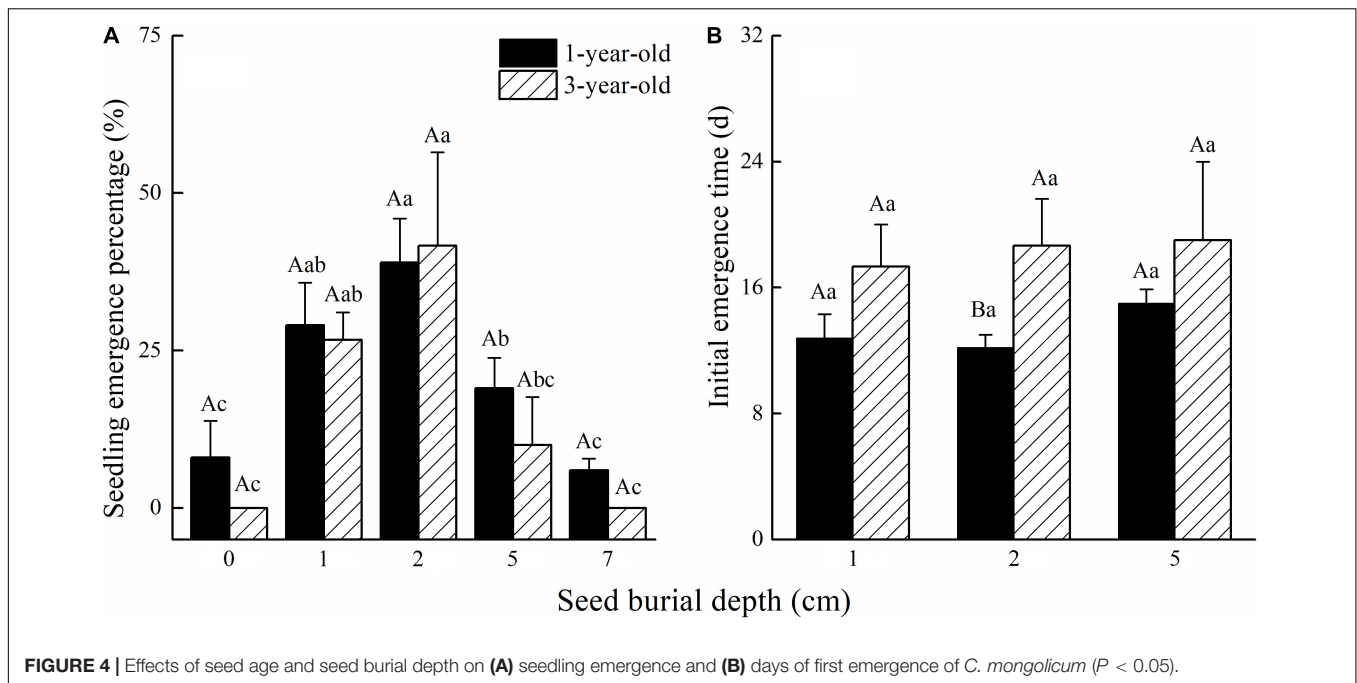 A
75
50
25
0
Seedling emergence percentage (%)
1-year-old
3-year-old
Ac
Ac
Aab
Aab
Aa
Aa
Ab
Abc
Ac
Ac
0
1
2
5
7
B
32
24
16
8
0
Initial emergence time (d)
Aa
Aa
Ba
Aa
Aa
Aa
1
2
5
Seed burial depth (cm)
FIGURE 4 | Effects of seed age and seed burial depth on (A) seedling emergence and (B) days of first emergence of C. mongolicum (P < 0.05).